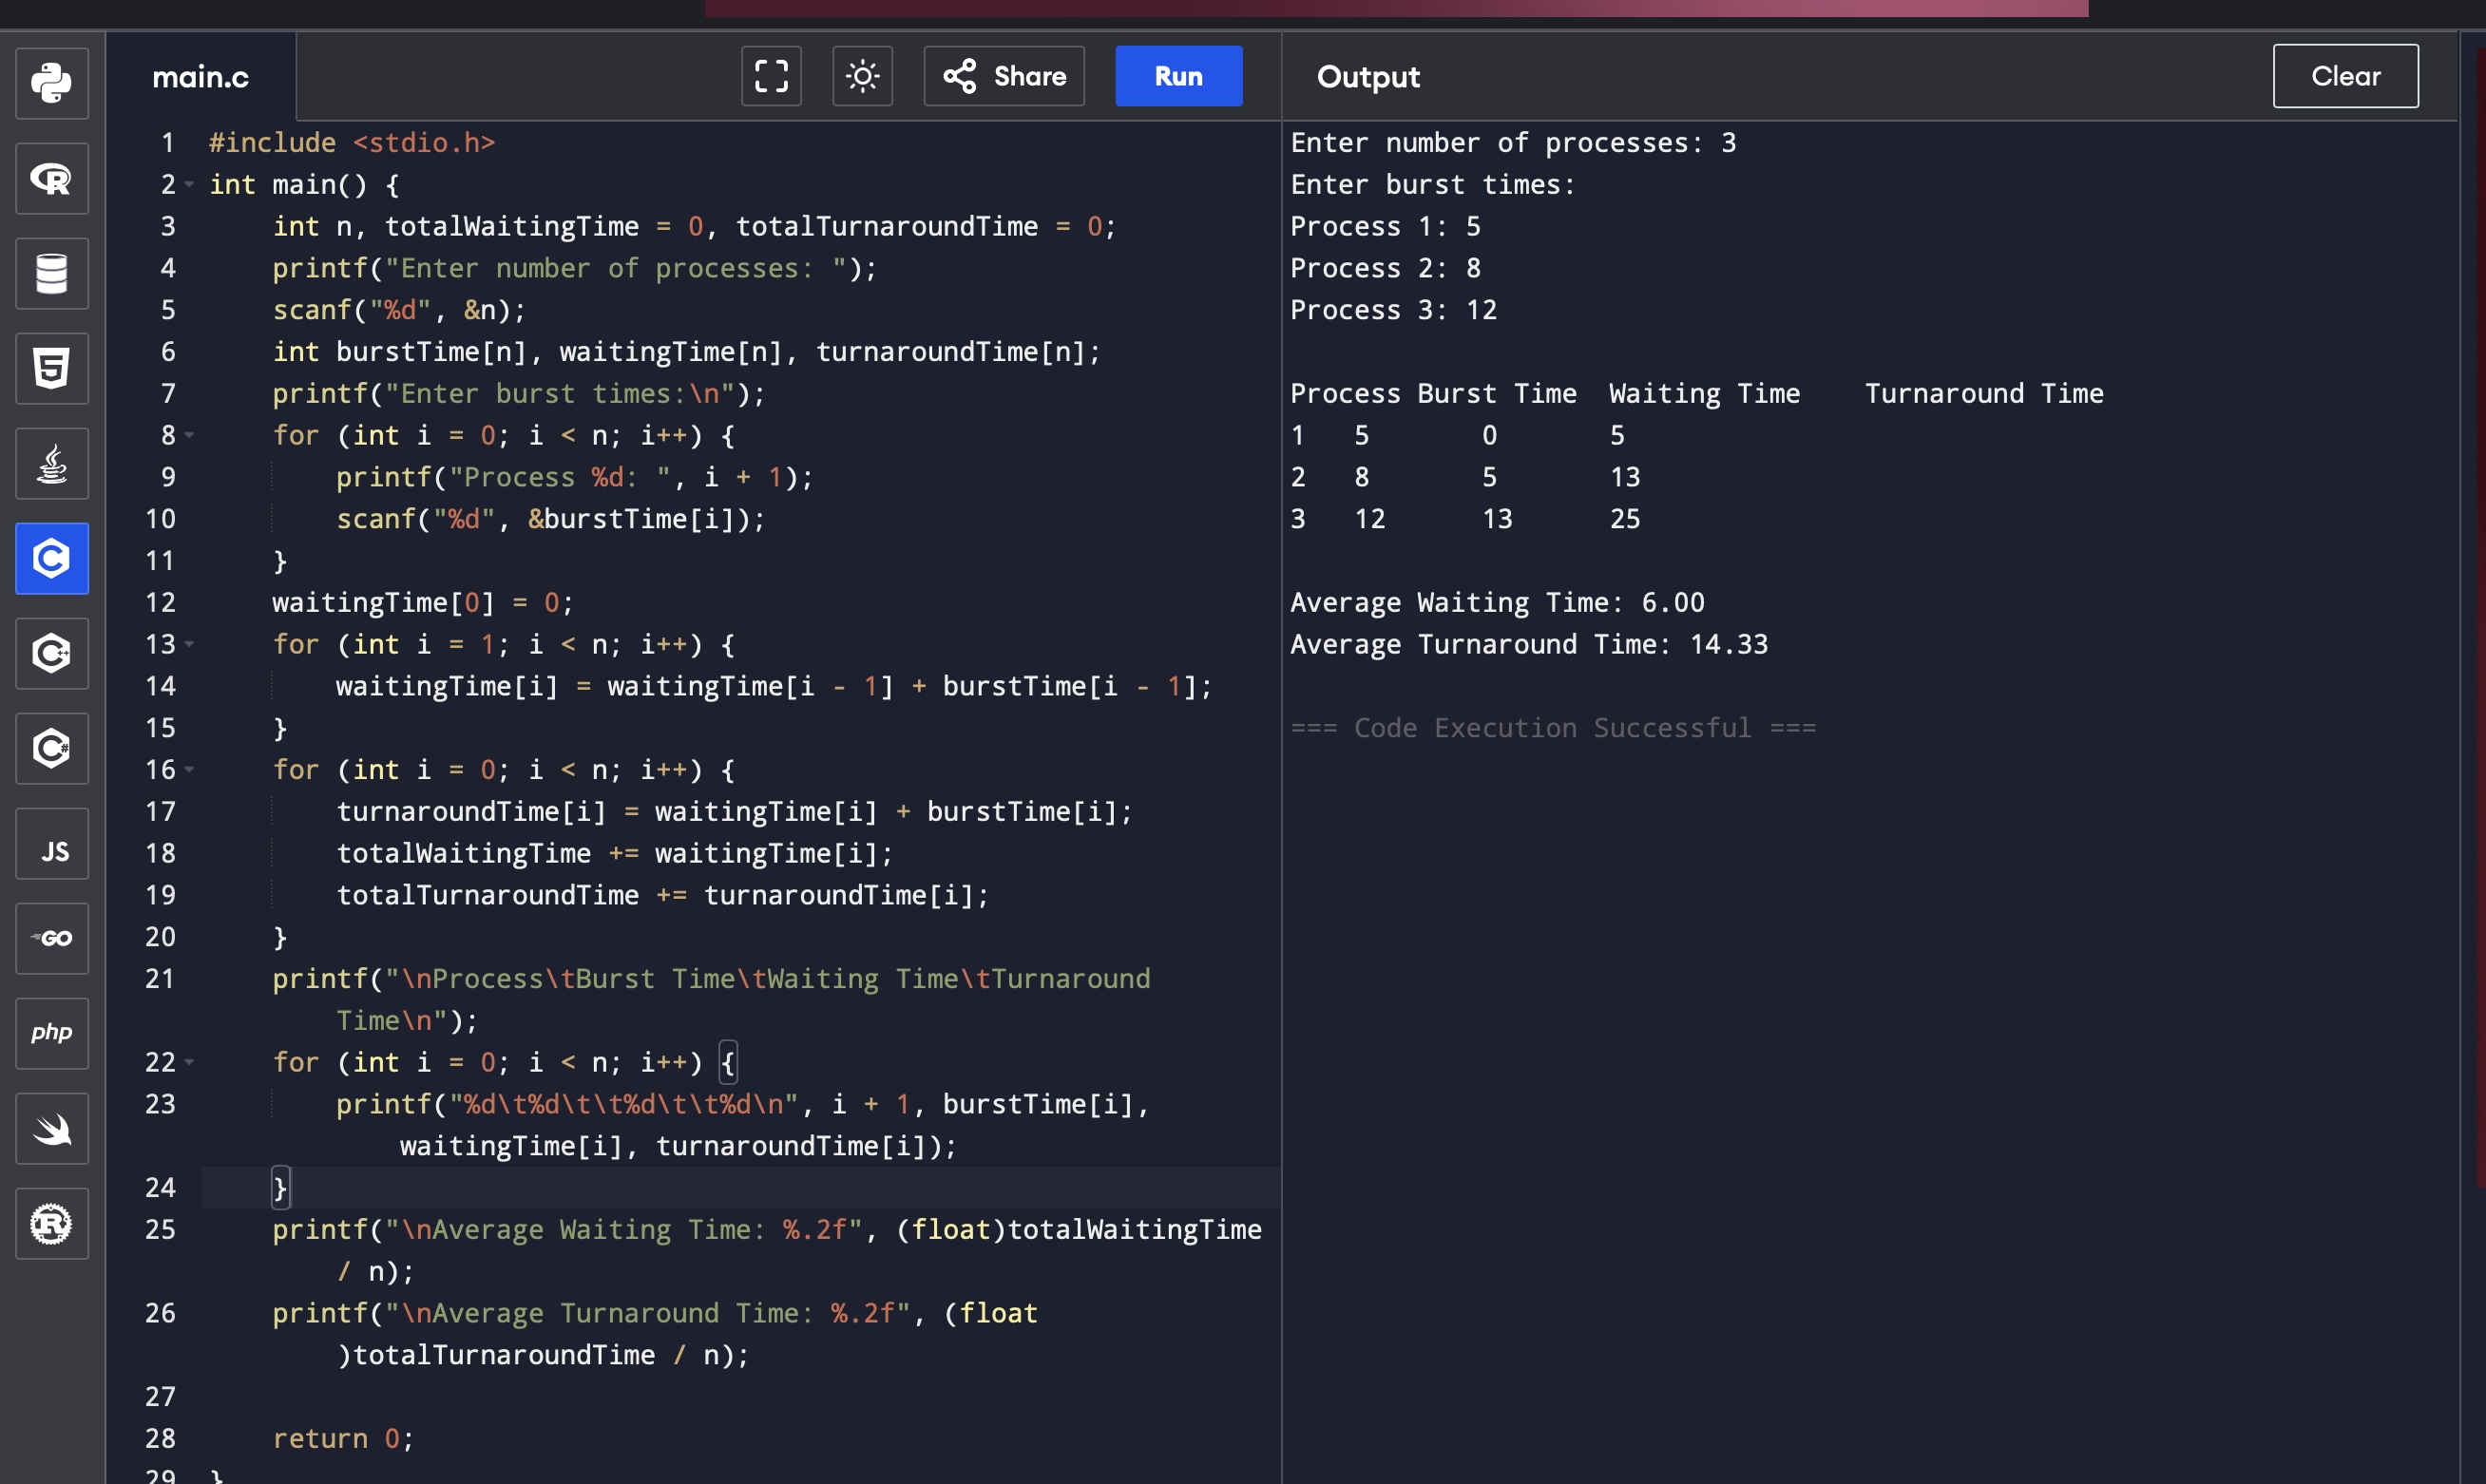 main.c
Share
Run
Output
Clear
1 #include <stdio.h>
2 int main() {
3 int n, totalWaitingTime = 0, totalTurnaroundTime = 0;
4 printf("Enter number of processes: ");
5 scanf("%d", &n);
6 int burstTime[n], waitingTime[n], turnaroundTime[n];
7 printf("Enter burst times:\n");
8 for (int i = 0; i < n; i++) {
9 printf("Process %d: ", i + 1);
10 scanf("%d", &burstTime[i]);
11 }
12 waitingTime[0] = 0;
13 for (int i = 1; i < n; i++) {
14 waitingTime[i] = waitingTime[i - 1] + burstTime[i - 1];
15 }
16 for (int i = 0; i < n; i++) {
17 turnaroundTime[i] = waitingTime[i] + burstTime[i];
18 totalWaitingTime += waitingTime[i];
19 totalTurnaroundTime += turnaroundTime[i];
20 }
21 printf("\nProcess\tBurst Time\tWaiting Time\tTurnaround
Time\n");
22 for (int i = 0; i < n; i++) {
23 printf("%d\t%d\t\t%d\t\t%d\n", i + 1, burstTime[i],
waitingTime[i], turnaroundTime[i]);
24 }
25 printf("\nAverage Waiting Time: %.2f", (float)totalWaitingTime
/ n);
26 printf("\nAverage Turnaround Time: %.2f", (float
)totalTurnaroundTime / n);
27
28 return 0;
29 }
Enter number of processes: 3
Enter burst times:
Process 1: 5
Process 2: 8
Process 3: 12
Process Burst Time Waiting Time Turnaround Time
1 5 0 5
2 8 5 13
3 12 13 25
Average Waiting Time: 6.00
Average Turnaround Time: 14.33
=== Code Execution Successful ===
R
5
C
C++
C#
JS
GO
php
R